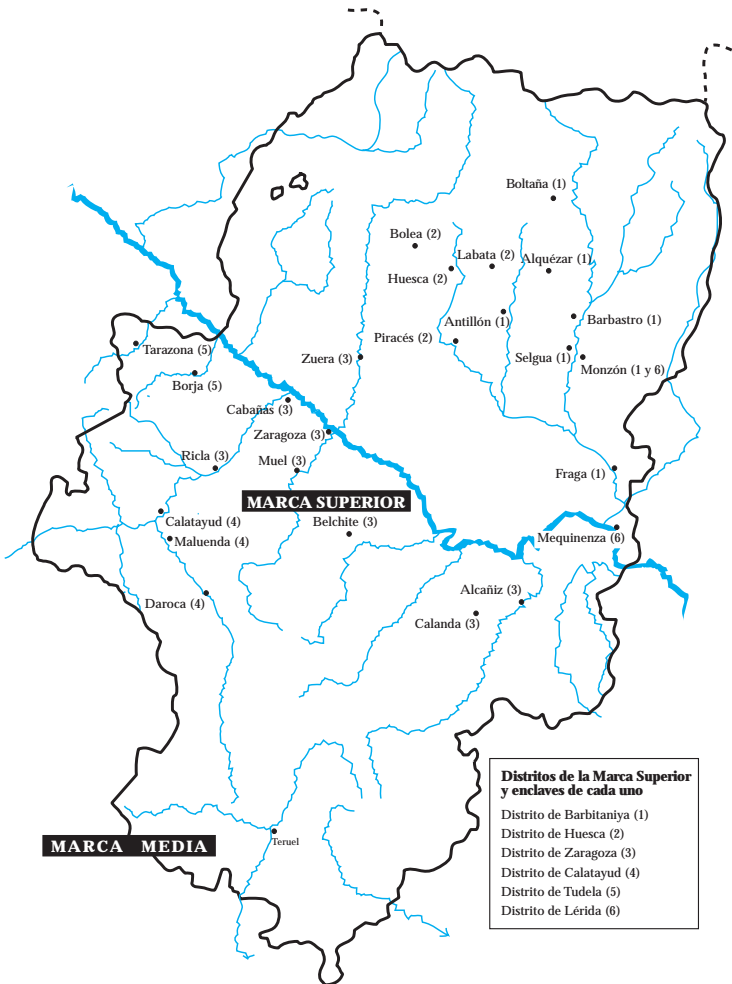 Boltaña (1)
Bolea (2)
Labata (2)
Alquézar (1)
Huesca (2)
Antillón (1)
Barbastro (1)
Piracés (2)
Tarazona (5)
Zuera (3)
Selgua (1)
Monzón (1 y 6)
Borja (5)
Cabañas (3)
Zaragoza (3)
Ricla (3)
Muel (3)
Fraga (1)
MARCA SUPERIOR
Calatayud (4)
Belchite (3)
Maluenda (4)
Mequinenza (6)
Alcañiz (3)
Daroca (4)
Calanda (3)
Distritos de la Marca Superior
y enclaves de cada uno
Distrito de Barbitaniya (1)
Distrito de Huesca (2)
Distrito de Zaragoza (3)
Distrito de Calatayud (4)
Distrito de Tudela (5)
Distrito de Lérida (6)
MARCA MEDIA
Teruel